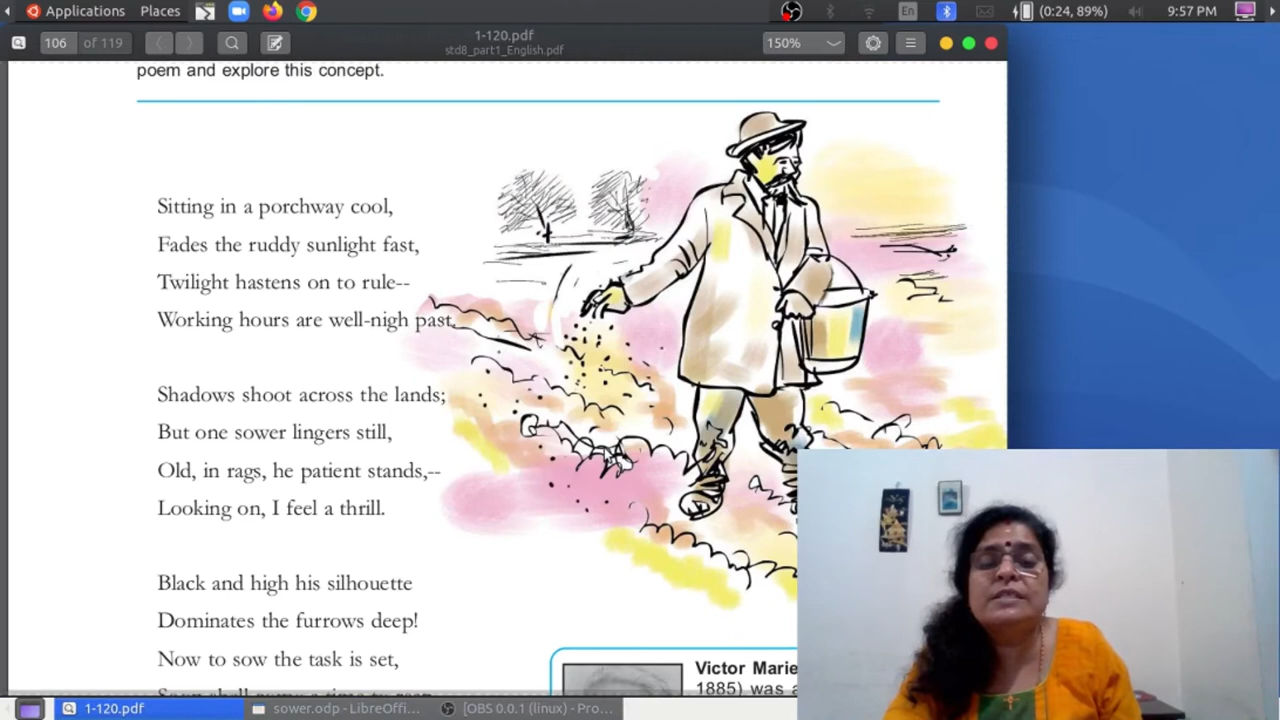 Applications Places En (0:24, 89%) 9:57 PM
106 of 119 1-120.pdf 150%
std8_part1_English.pdf
poem and explore this concept.
Sitting in a porchway cool,
Fades the ruddy sunlight fast,
Twilight hastens on to rule--
Working hours are well-nigh past.
Shadows shoot across the lands;
But one sower lingers still,
Old, in rags, he patient stands,--
Looking on, I feel a thrill.
Black and high his silhouette
Dominates the furrows deep!
Now to sow the task is set,
Victor Marie
1885) was a
1-120.pdf sower.odp - LibreOffi... [OBS 0.0.1 (linux) - Pro...